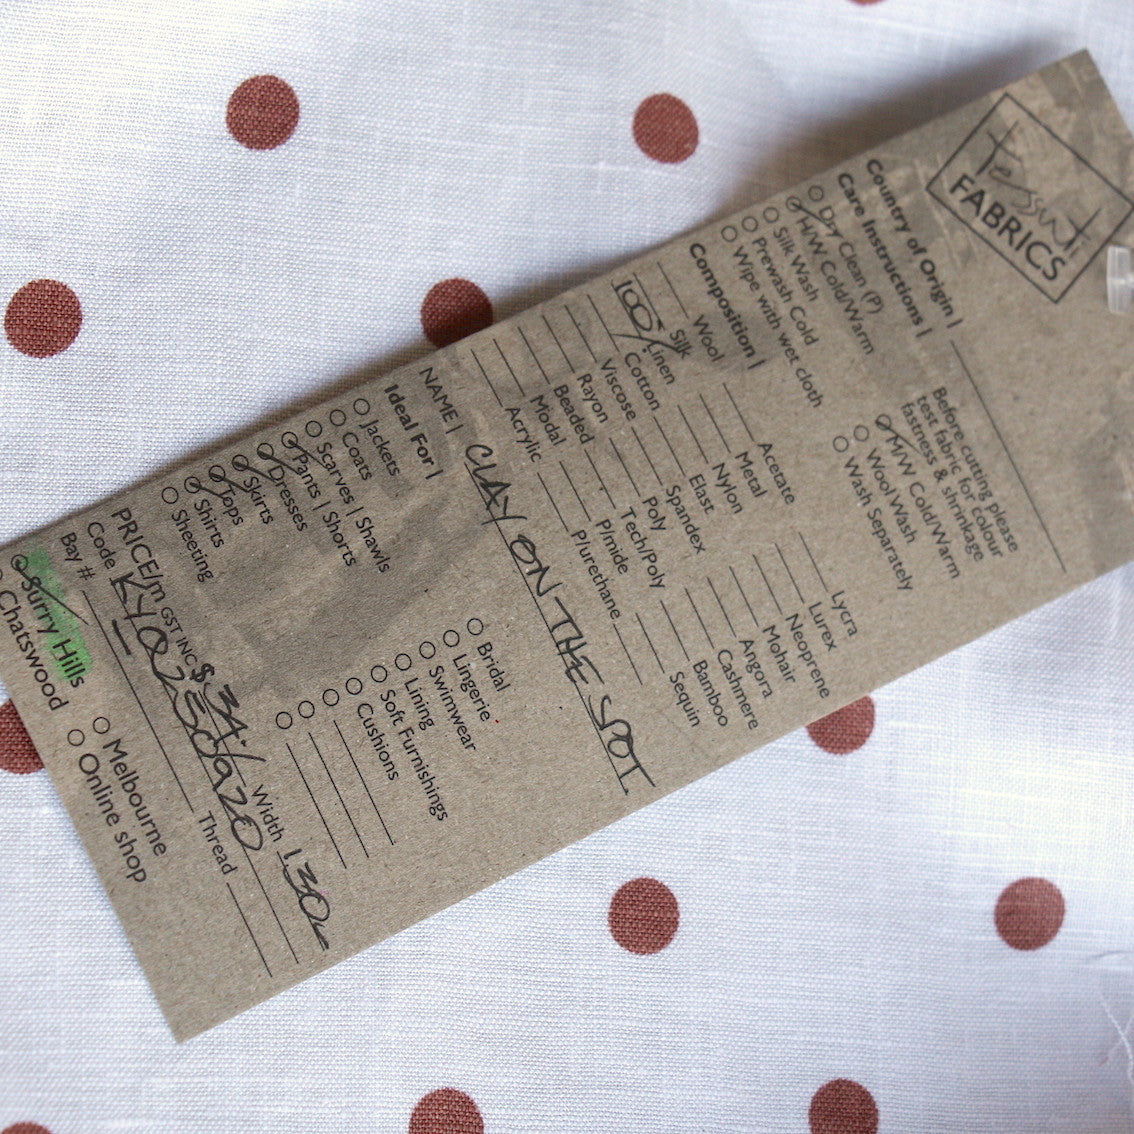 tessuti
FABRICS
Country of Origin |
Care Instructions |
Dry Clean (P)
H/W Cold/Warm
Silk Wash
Prewash Cold
Wipe with wet cloth
Before cutting please
test fabric for colour
fastness & shrinkage
M/W Cold/Warm
Wool Wash
Wash Separately
Composition |
Wool
Silk
100% Linen
Cotton
Viscose
Rayon
Beaded
Modal
Acrylic
Acetate
Metal
Nylon
Elast
Spandex
Poly
Tech/Poly
P/mide
P/urethane
Lycra
Lurex
Neoprene
Mohair
Angora
Cashmere
Bamboo
Sequin
NAME | CLAY ON THE SPOT
Ideal For |
Jackets
Coats
Scarves | Shawls
Pants | Shorts
Dresses
Skirts
Tops
Shirts
Sheeting
Bridal
Lingerie
Swimwear
Lining
Soft Furnishings
Cushions
PRICE/m GST INC $ 34.- Width 130
Code
Bay #
Thread
Surry Hills
Chatswood
Melbourne
Online shop